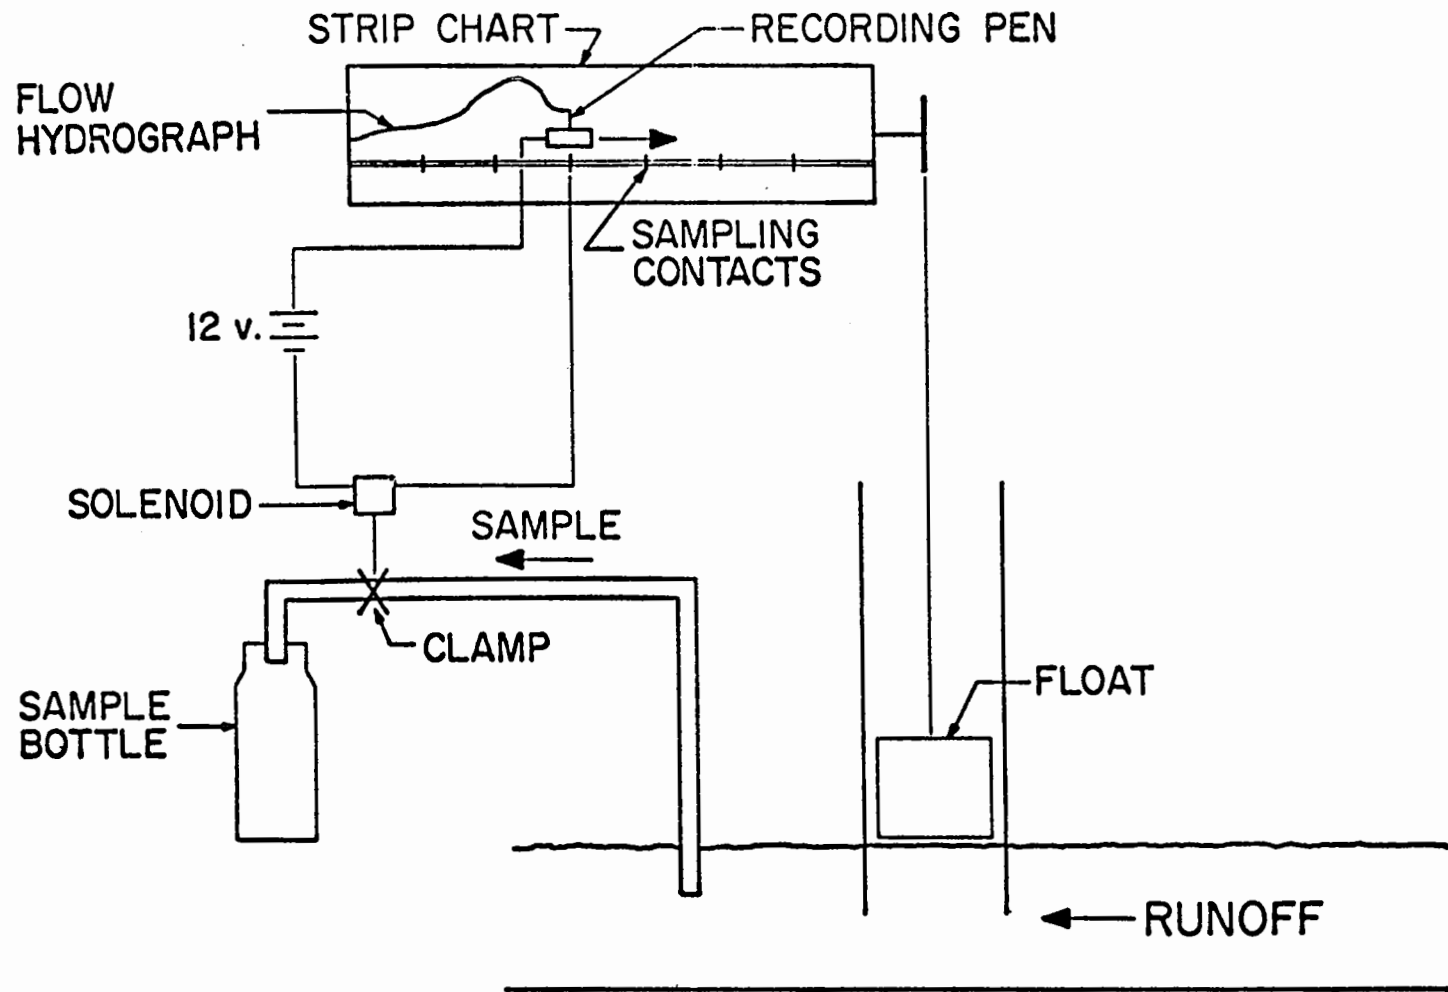 STRIP CHART
RECORDING PEN
FLOW
HYDROGRAPH
SAMPLING
CONTACTS
12 v.
SOLENOID
SAMPLE
CLAMP
SAMPLE
BOTTLE
FLOAT
RUNOFF